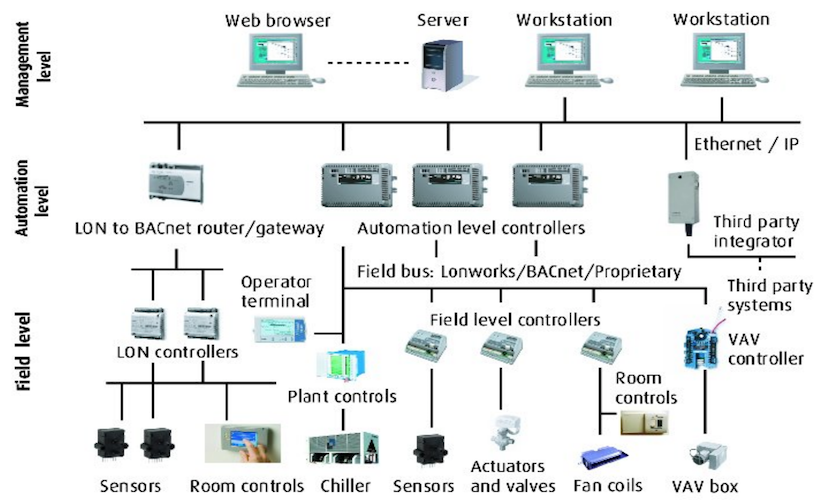 Web browser
Server
Workstation
Workstation
Management
level
Ethernet / IP
Automation
level
LON to BACnet router/gateway
Automation level controllers
Third party
integrator
Field bus: Lonworks/BACnet/Proprietary
Operator
terminal
Third party
systems
Field level
Field level controllers
LON controllers
VAV
controller
Plant controls
Room
controls
Sensors
Room controls
Chiller
Sensors
Actuators
and valves
Fan coils
VAV box